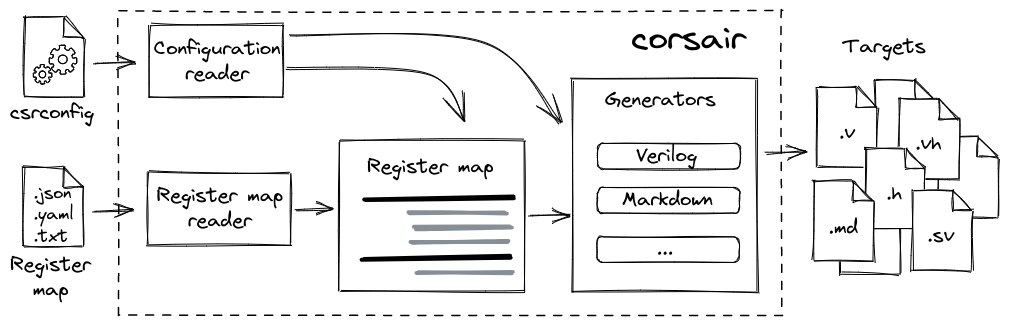 corsair
Configuration
reader
csrconfig
Targets
Generators
Verilog
Markdown
...
Register map
.json
.yaml
.txt
Register
map
Register map
reader
.v
.vh
.h
.md
.sv